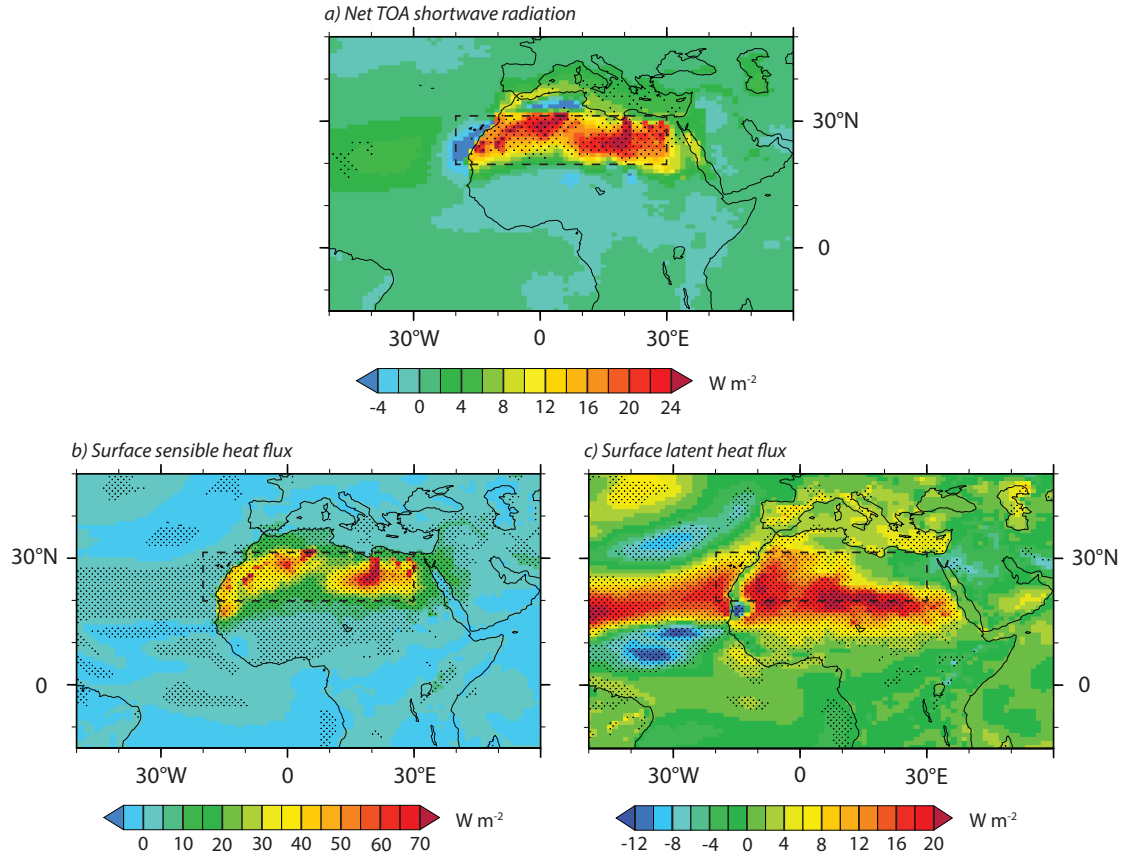 a) Net TOA shortwave radiation
30°N
0
30°W 0 30°E
-4 0 4 8 12 16 20 24 W m-2
b) Surface sensible heat flux
30°N
0
30°W 0 30°E
0 10 20 30 40 50 60 70 W m-2
c) Surface latent heat flux
30°N
0
30°W 0 30°E
-12 -8 -4 0 4 8 12 16 20 W m-2